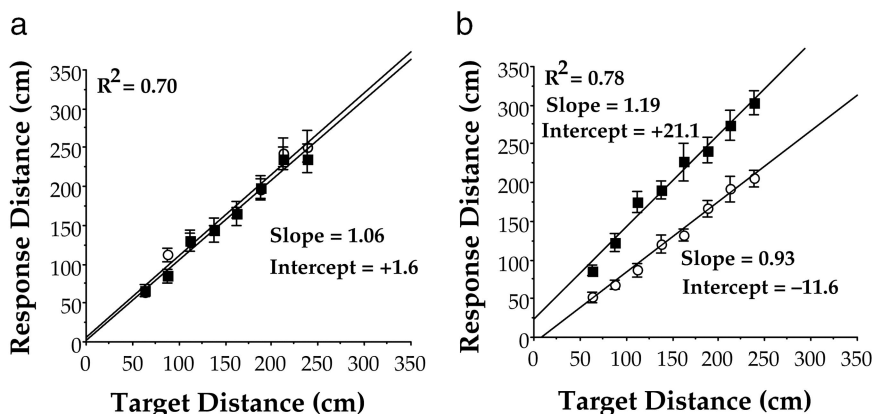 a
R² = 0.70
Slope = 1.06
Intercept = +1.6
Response Distance (cm)
350
300
250
200
150
100
50
0
0 50 100 150 200 250 300 350
Target Distance (cm)
b
R² = 0.78
Slope = 1.19
Intercept = +21.1
Slope = 0.93
Intercept = –11.6
Response Distance (cm)
350
300
250
200
150
100
50
0
0 50 100 150 200 250 300 350
Target Distance (cm)